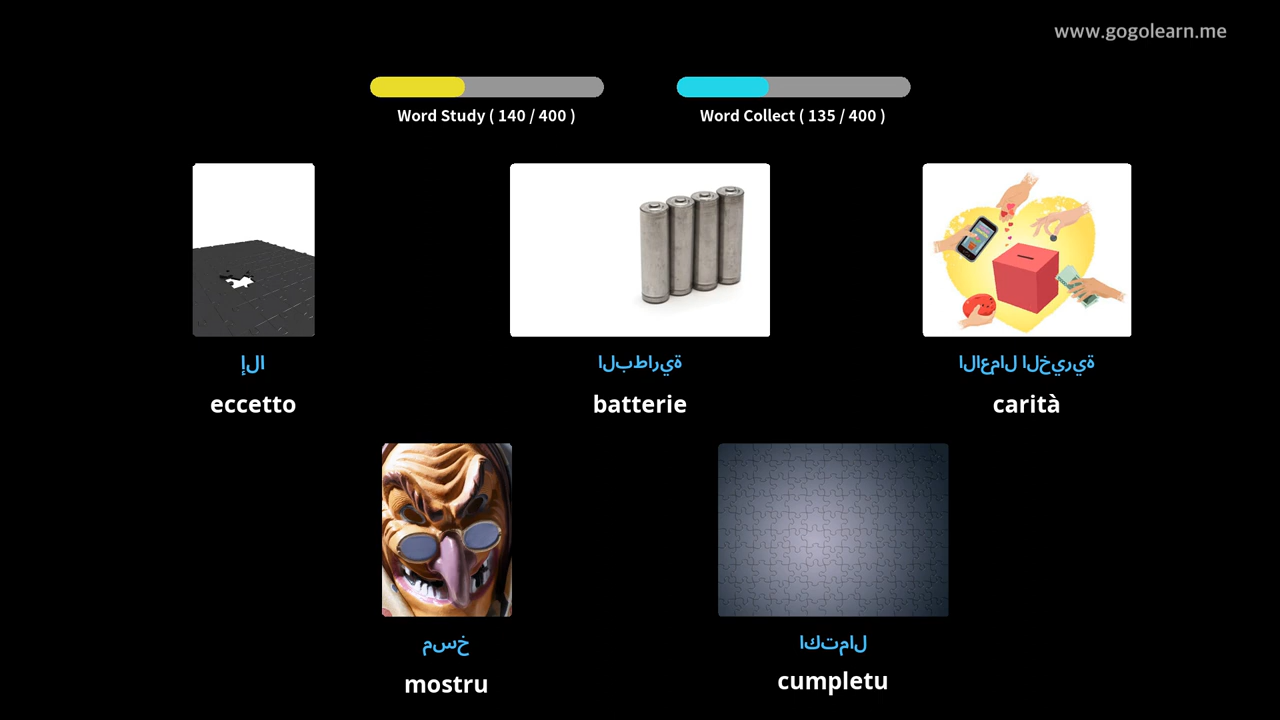 www.gogolearn.me
Word Study ( 140 / 400 )
Word Collect ( 135 / 400 )
إلا
البطارية
الاعمال الخيرية
eccetto
batterie
carità
مسخ
اكتمال
mostru
cumpletu